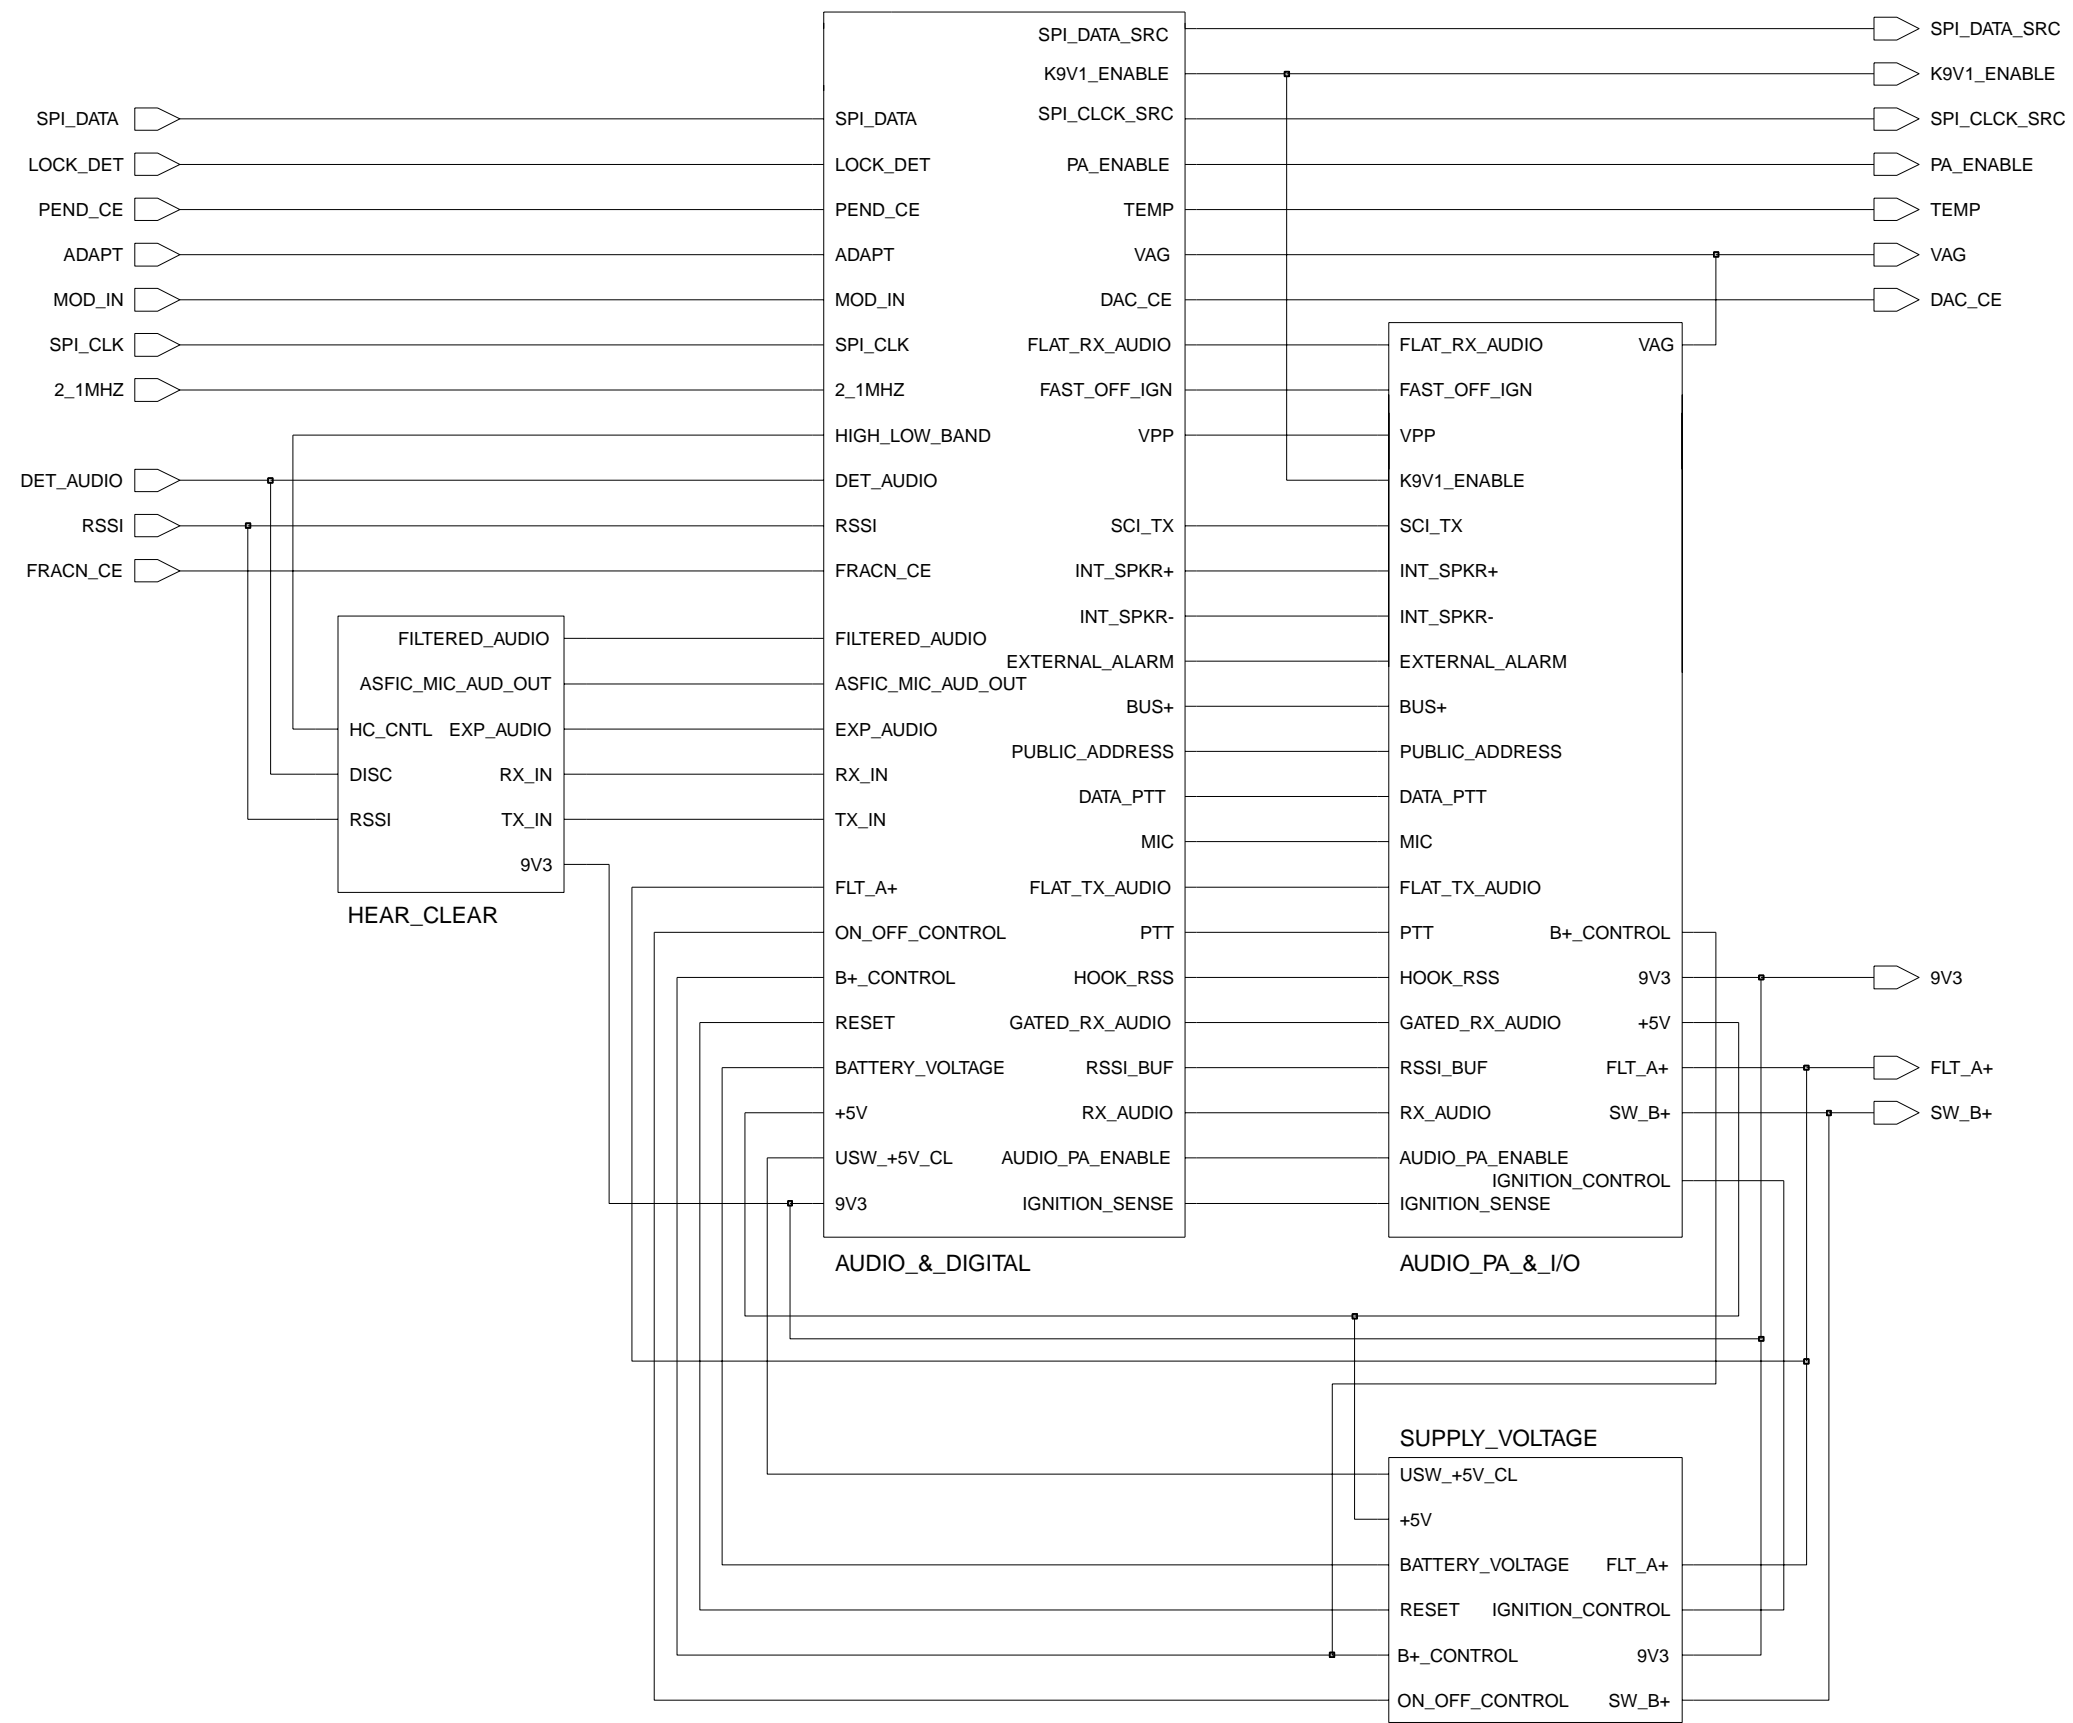 SPI_DATA
LOCK_DET
PEND_CE
ADAPT
MOD_IN
SPI_CLK
2_1MHZ
DET_AUDIO
RSSI
FRACN_CE
FILTERED_AUDIO
ASFIC_MIC_AUD_OUT
HC_CNTL EXP_AUDIO
DISC RX_IN
RSSI TX_IN
9V3
HEAR_CLEAR
SPI_DATA_SRC
K9V1_ENABLE
SPI_DATA SPI_CLCK_SRC
LOCK_DET PA_ENABLE
PEND_CE TEMP
ADAPT VAG
MOD_IN DAC_CE
SPI_CLK FLAT_RX_AUDIO
2_1MHZ FAST_OFF_IGN
HIGH_LOW_BAND VPP
DET_AUDIO
RSSI SCI_TX
FRACN_CE INT_SPKR+
INT_SPKR-
FILTERED_AUDIO
EXTERNAL_ALARM
ASFIC_MIC_AUD_OUT
BUS+
EXP_AUDIO
PUBLIC_ADDRESS
RX_IN
DATA_PTT
TX_IN
MIC
FLT_A+ FLAT_TX_AUDIO
ON_OFF_CONTROL PTT
B+_CONTROL HOOK_RSS
RESET GATED_RX_AUDIO
BATTERY_VOLTAGE RSSI_BUF
+5V RX_AUDIO
USW_+5V_CL AUDIO_PA_ENABLE
9V3 IGNITION_SENSE
AUDIO_&_DIGITAL
FLAT_RX_AUDIO VAG
FAST_OFF_IGN
VPP
K9V1_ENABLE
SCI_TX
INT_SPKR+
INT_SPKR-
EXTERNAL_ALARM
BUS+
PUBLIC_ADDRESS
DATA_PTT
MIC
FLAT_TX_AUDIO
PTT B+_CONTROL
HOOK_RSS 9V3
GATED_RX_AUDIO +5V
RSSI_BUF FLT_A+
RX_AUDIO SW_B+
AUDIO_PA_ENABLE
IGNITION_CONTROL
IGNITION_SENSE
AUDIO_PA_&_I/O
SPI_DATA_SRC
K9V1_ENABLE
SPI_CLCK_SRC
PA_ENABLE
TEMP
VAG
DAC_CE
9V3
FLT_A+
SW_B+
SUPPLY_VOLTAGE
USW_+5V_CL
+5V
BATTERY_VOLTAGE FLT_A+
RESET IGNITION_CONTROL
B+_CONTROL 9V3
ON_OFF_CONTROL SW_B+